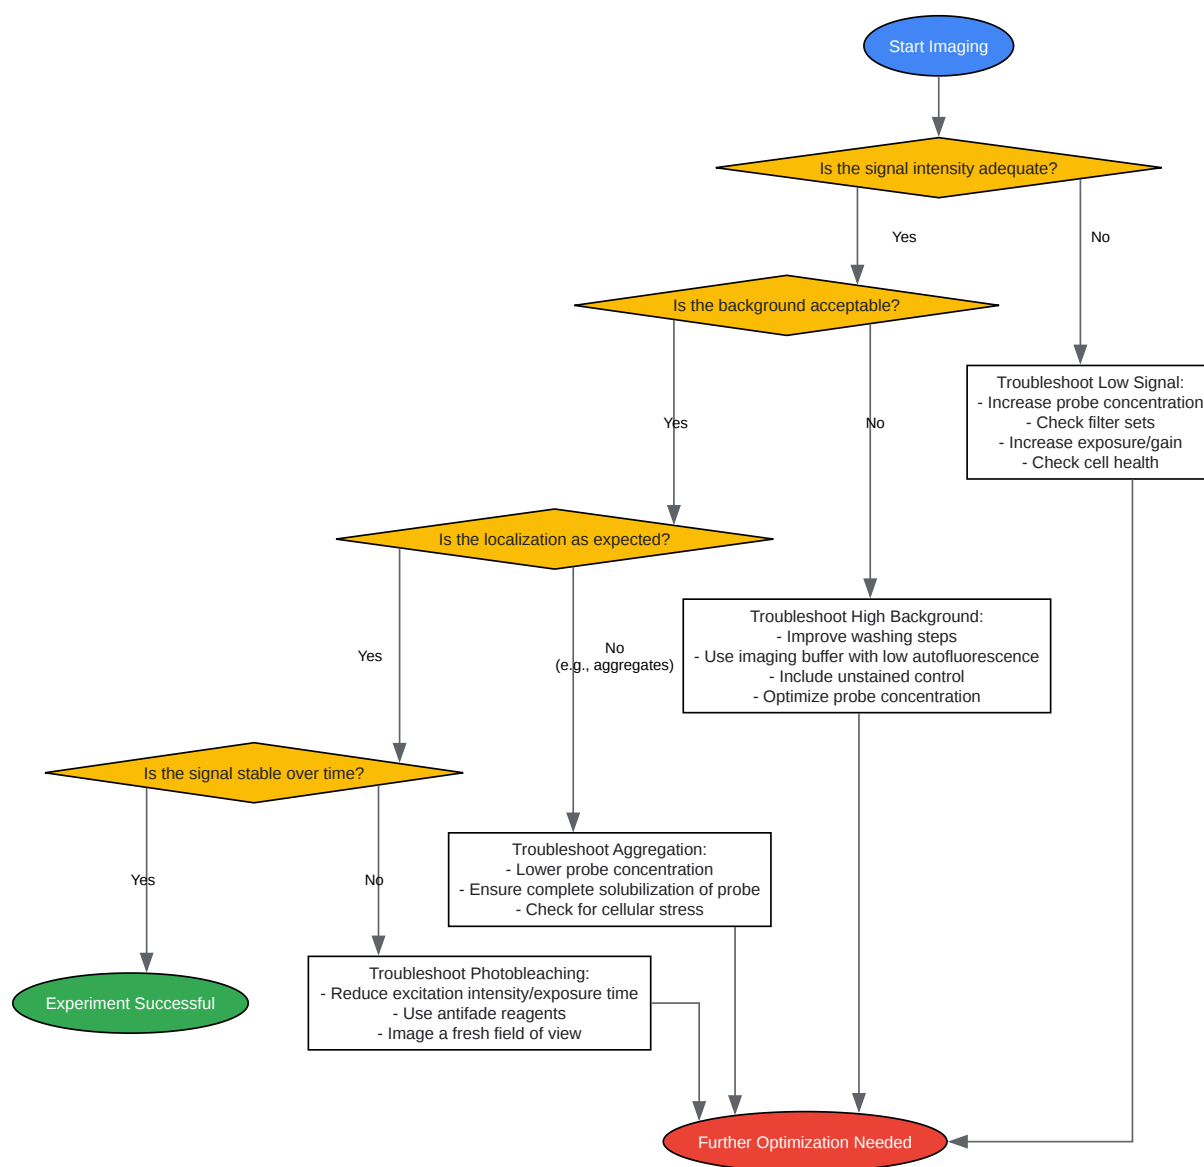 Start Imaging
Is the signal intensity adequate?
Yes
No
Is the background acceptable?
Troubleshoot Low Signal:
- Increase probe concentration
- Check filter sets
- Increase exposure/gain
- Check cell health
Yes
No
Is the localization as expected?
Troubleshoot High Background:
- Improve washing steps
- Use imaging buffer with low autofluorescence
- Include unstained control
- Optimize probe concentration
Yes
No
(e.g., aggregates)
Is the signal stable over time?
Troubleshoot Aggregation:
- Lower probe concentration
- Ensure complete solubilization of probe
- Check for cellular stress
Yes
No
Experiment Successful
Troubleshoot Photobleaching:
- Reduce excitation intensity/exposure time
- Use antifade reagents
- Image a fresh field of view
Further Optimization Needed